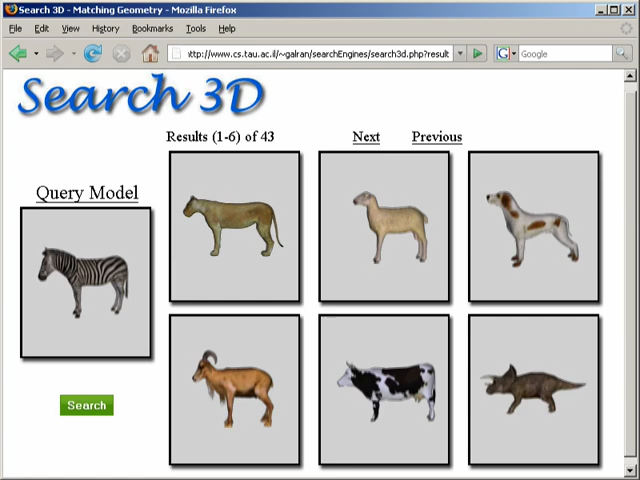 Search 3D - Matching Geometry - Mozilla Firefox
File Edit View History Bookmarks Tools Help
ttp://www.cs.tau.ac.il/~galran/searchEngines/search3d.php?result
G Google
Search 3D
Results (1-6) of 43 Next Previous
Query Model
Search